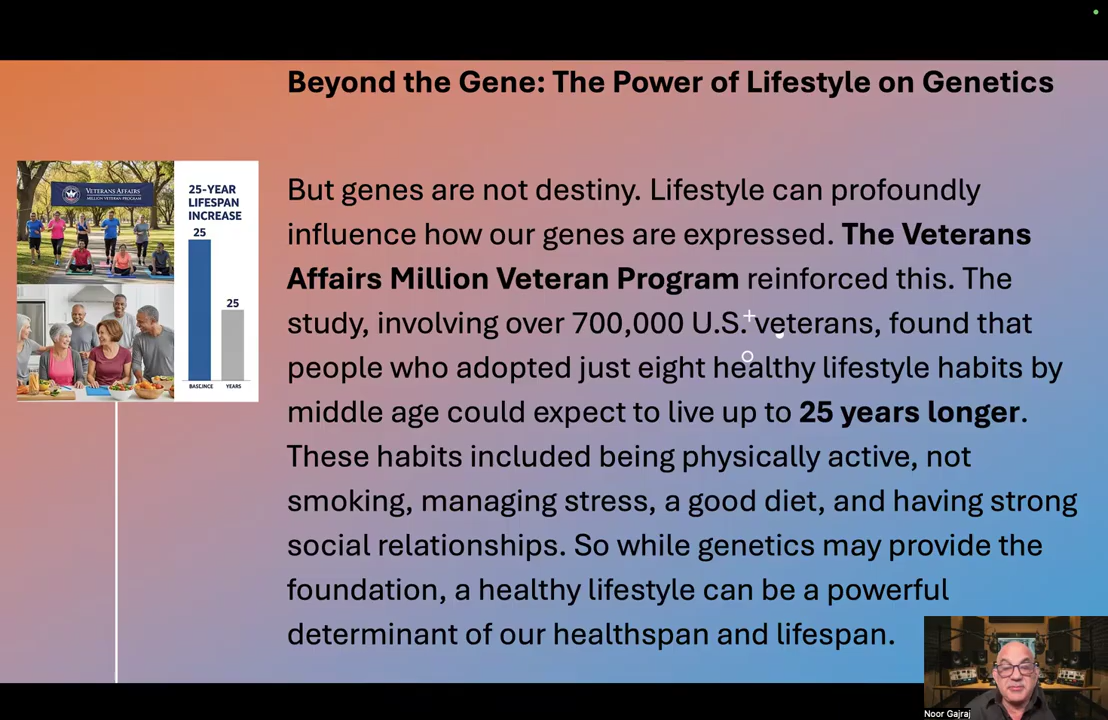 Beyond the Gene: The Power of Lifestyle on Genetics
VETERANS AFFAIRS
MILLION VETERAN PROGRAM
25-YEAR
LIFESPAN
INCREASE
25
25
BASC,INCE
YEARS
But genes are not destiny. Lifestyle can profoundly
influence how our genes are expressed. The Veterans
Affairs Million Veteran Program reinforced this. The
study, involving over 700,000 U.S. veterans, found that
people who adopted just eight healthy lifestyle habits by
middle age could expect to live up to 25 years longer.
These habits included being physically active, not
smoking, managing stress, a good diet, and having strong
social relationships. So while genetics may provide the
foundation, a healthy lifestyle can be a powerful
determinant of our healthspan and lifespan.
Noor Gajraj